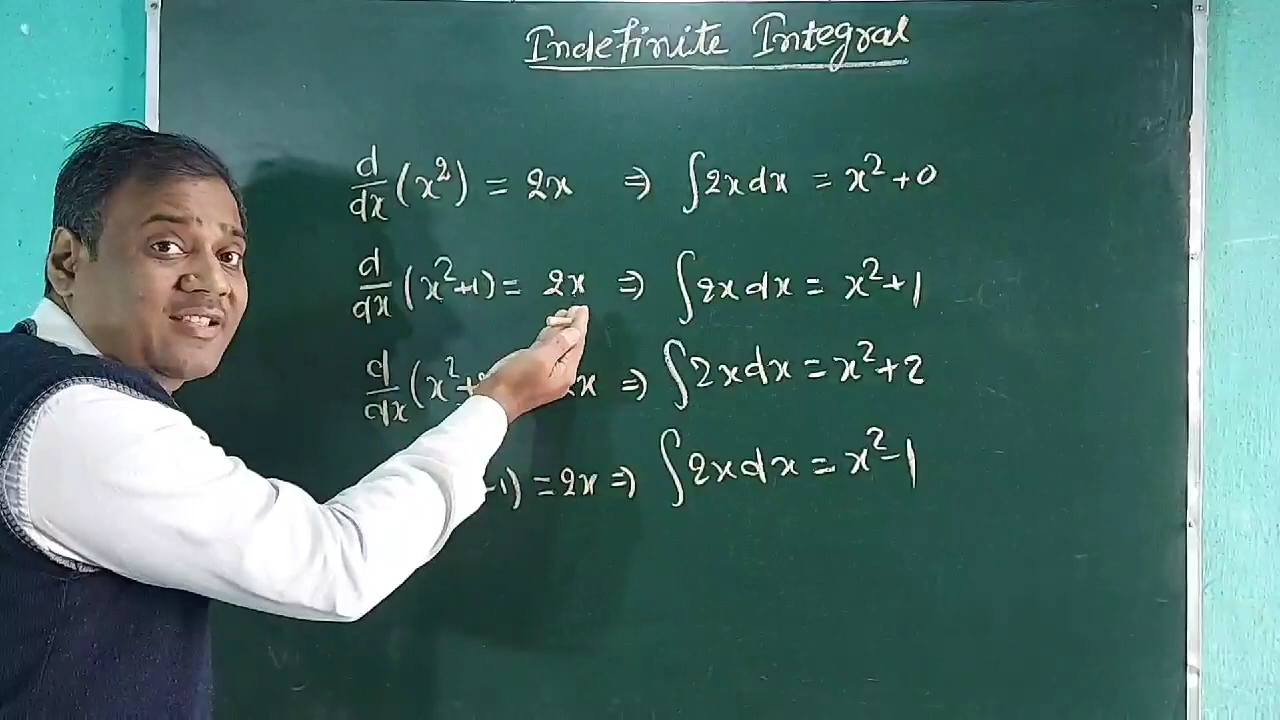 Indefinite Integral
d/dx (x²) = 2x ⇒ ∫2x dx = x²+0
d/dx (x²+1) = 2x ⇒ ∫2x dx = x²+1
d/dx (x²+ x ⇒ ∫2x dx = x²+2
-1) = 2x ⇒ ∫2x dx = x²-1